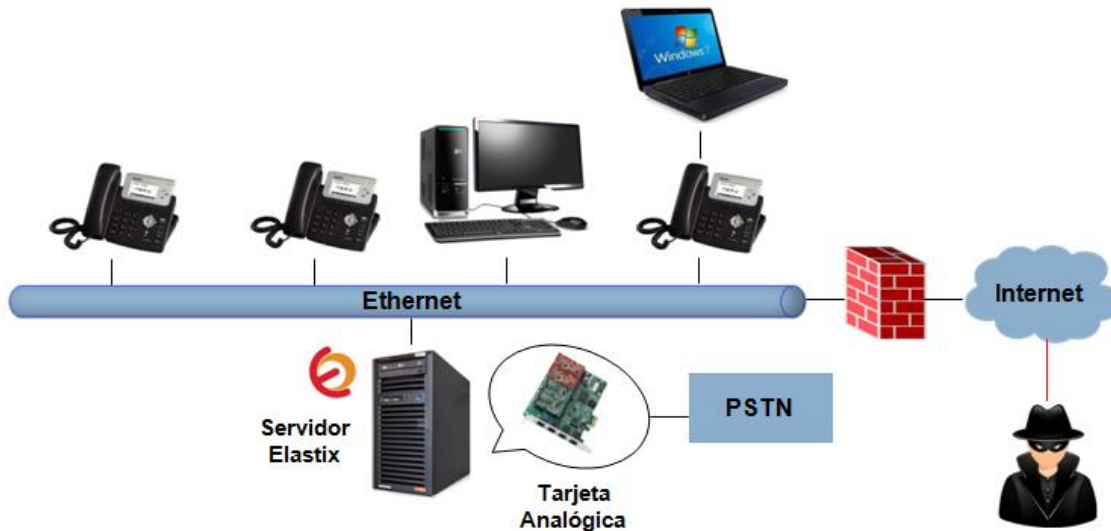 Windows 7
Ethernet
Internet
Servidor
Elastix
PSTN
Tarjeta
Analógica